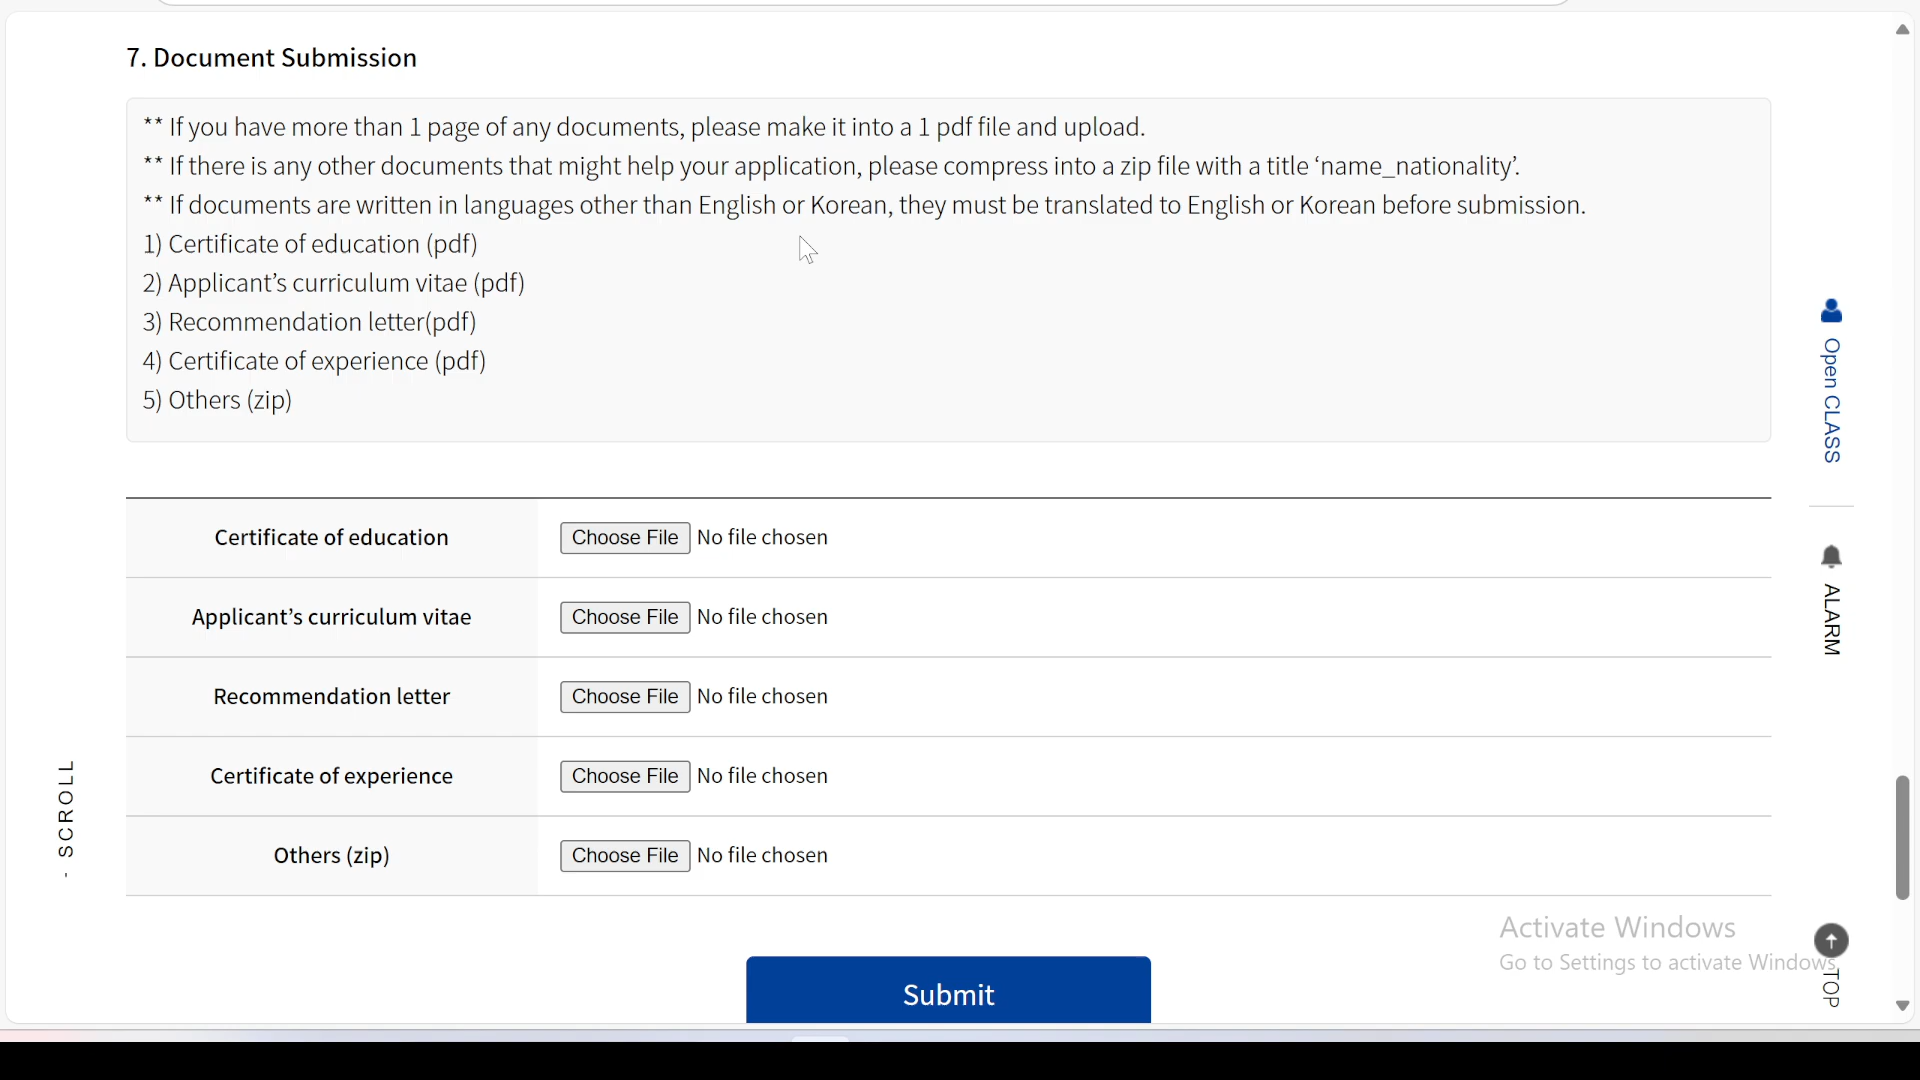 7. Document Submission
** If you have more than 1 page of any documents, please make it into a 1 pdf file and upload.
** If there is any other documents that might help your application, please compress into a zip file with a title ‘name_nationality’.
** If documents are written in languages other than English or Korean, they must be translated to English or Korean before submission.
1) Certificate of education (pdf)
2) Applicant’s curriculum vitae (pdf)
3) Recommendation letter(pdf)
4) Certificate of experience (pdf)
5) Others (zip)
Certificate of education Choose File No file chosen
Applicant’s curriculum vitae Choose File No file chosen
Recommendation letter Choose File No file chosen
Certificate of experience Choose File No file chosen
Others (zip) Choose File No file chosen
Submit
- SCROLL
Open CLASS
ALARM
TOP
Activate Windows
Go to Settings to activate Windows.